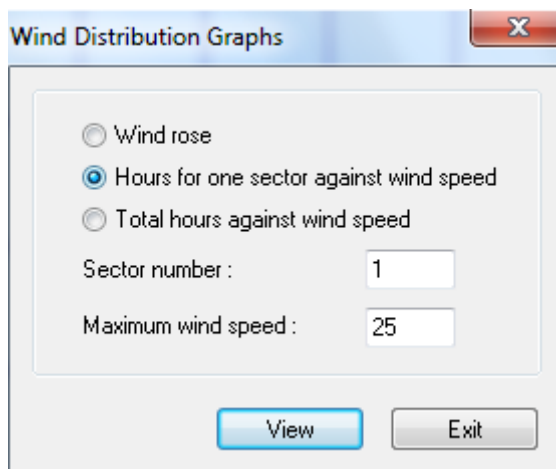 Wind Distribution Graphs
Wind rose
Hours for one sector against wind speed
Total hours against wind speed
Sector number : 1
Maximum wind speed : 25
View Exit